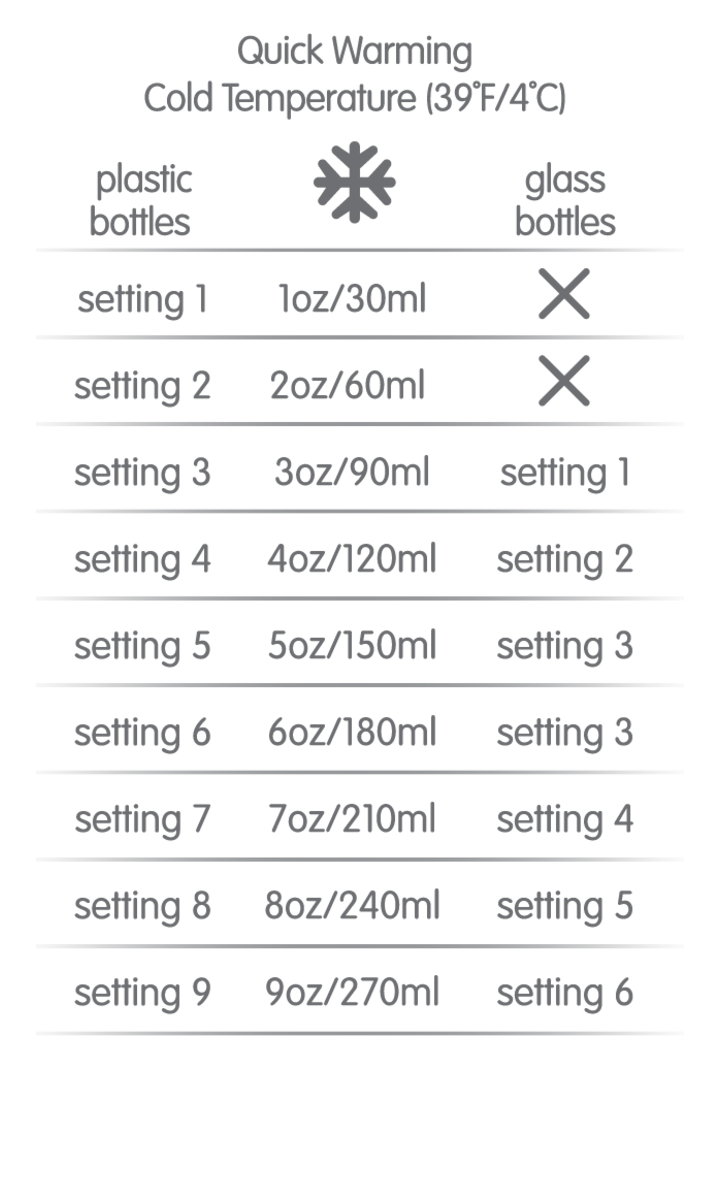 Quick Warming
Cold Temperature (39°F/4°C)
plastic bottles glass bottles
setting 1 1oz/30ml
setting 2 2oz/60ml
setting 3 3oz/90ml setting 1
setting 4 4oz/120ml setting 2
setting 5 5oz/150ml setting 3
setting 6 6oz/180ml setting 3
setting 7 7oz/210ml setting 4
setting 8 8oz/240ml setting 5
setting 9 9oz/270ml setting 6